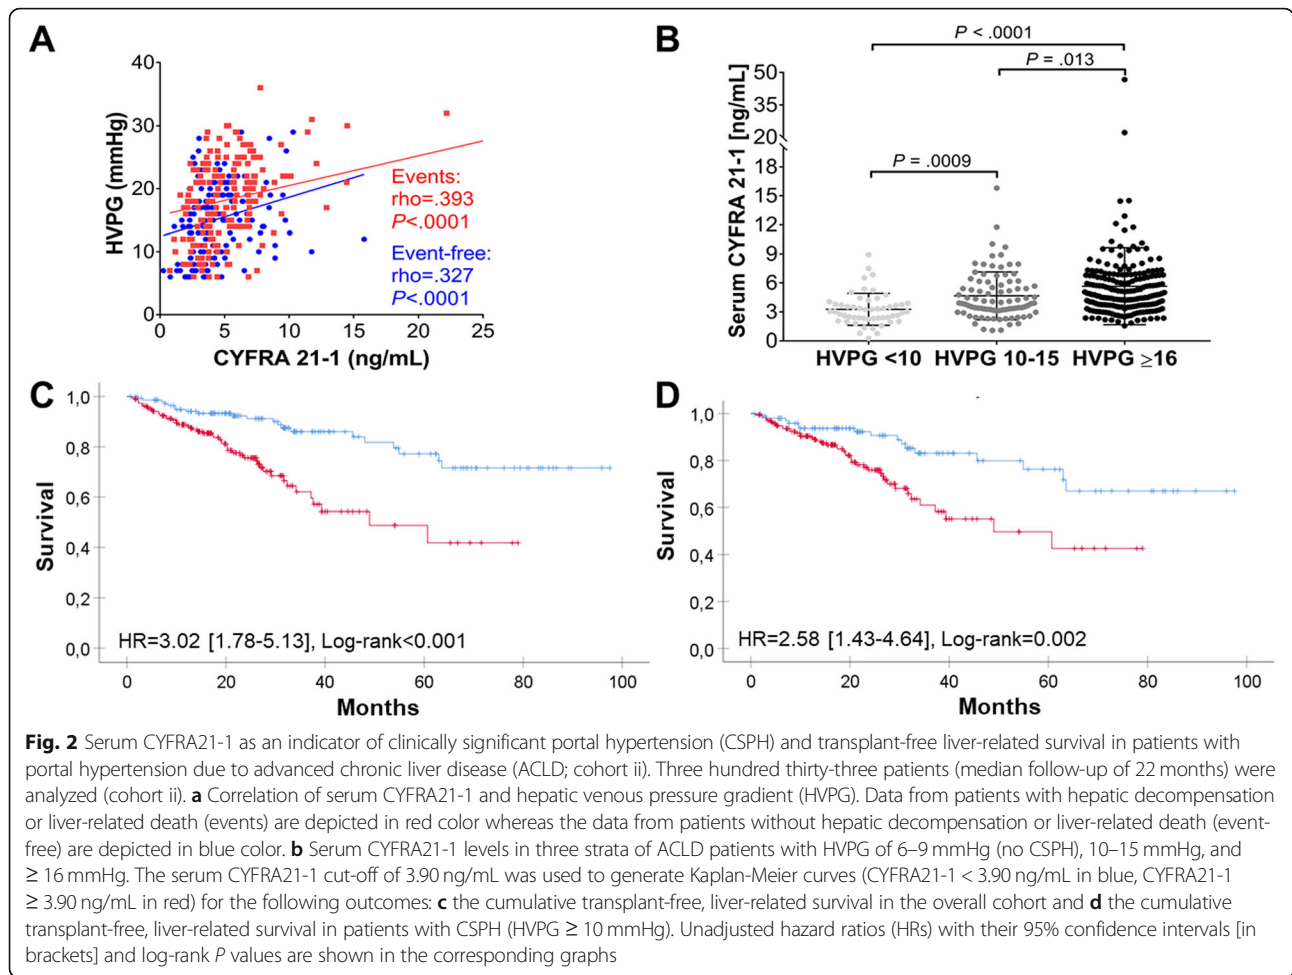 A
HVPG (mmHg)
40
30
20
10
0
0 5 10 15 20 25
CYFRA 21-1 (ng/mL)
Events:
rho=.393
P<.0001
Event-free:
rho=.327
P<.0001
B
P < .0001
P = .013
P = .0009
Serum CYFRA 21-1 [ng/mL]
50
35
20
18
15
12
9
6
3
0
HVPG <10 HVPG 10-15 HVPG ≥16
C
Survival
1,0
0,8
0,6
0,4
0,2
0,0
HR=3.02 [1.78-5.13], Log-rank<0.001
0 20 40 60 80 100
Months
D
Survival
1,0
0,8
0,6
0,4
0,2
0,0
HR=2.58 [1.43-4.64], Log-rank=0.002
0 20 40 60 80 100
Months
Fig. 2 Serum CYFRA21-1 as an indicator of clinically significant portal hypertension (CSPH) and transplant-free liver-related survival in patients with
portal hypertension due to advanced chronic liver disease (ACLD; cohort ii). Three hundred thirty-three patients (median follow-up of 22 months) were
analyzed (cohort ii). a Correlation of serum CYFRA21-1 and hepatic venous pressure gradient (HVPG). Data from patients with hepatic decompensation
or liver-related death (events) are depicted in red color whereas the data from patients without hepatic decompensation or liver-related death (event-
free) are depicted in blue color. b Serum CYFRA21-1 levels in three strata of ACLD patients with HVPG of 6–9 mmHg (no CSPH), 10–15 mmHg, and
≥ 16 mmHg. The serum CYFRA21-1 cut-off of 3.90 ng/mL was used to generate Kaplan-Meier curves (CYFRA21-1 < 3.90 ng/mL in blue, CYFRA21-1
≥ 3.90 ng/mL in red) for the following outcomes: c the cumulative transplant-free, liver-related survival in the overall cohort and d the cumulative
transplant-free, liver-related survival in patients with CSPH (HVPG ≥ 10 mmHg). Unadjusted hazard ratios (HRs) with their 95% confidence intervals [in
brackets] and log-rank P values are shown in the corresponding graphs